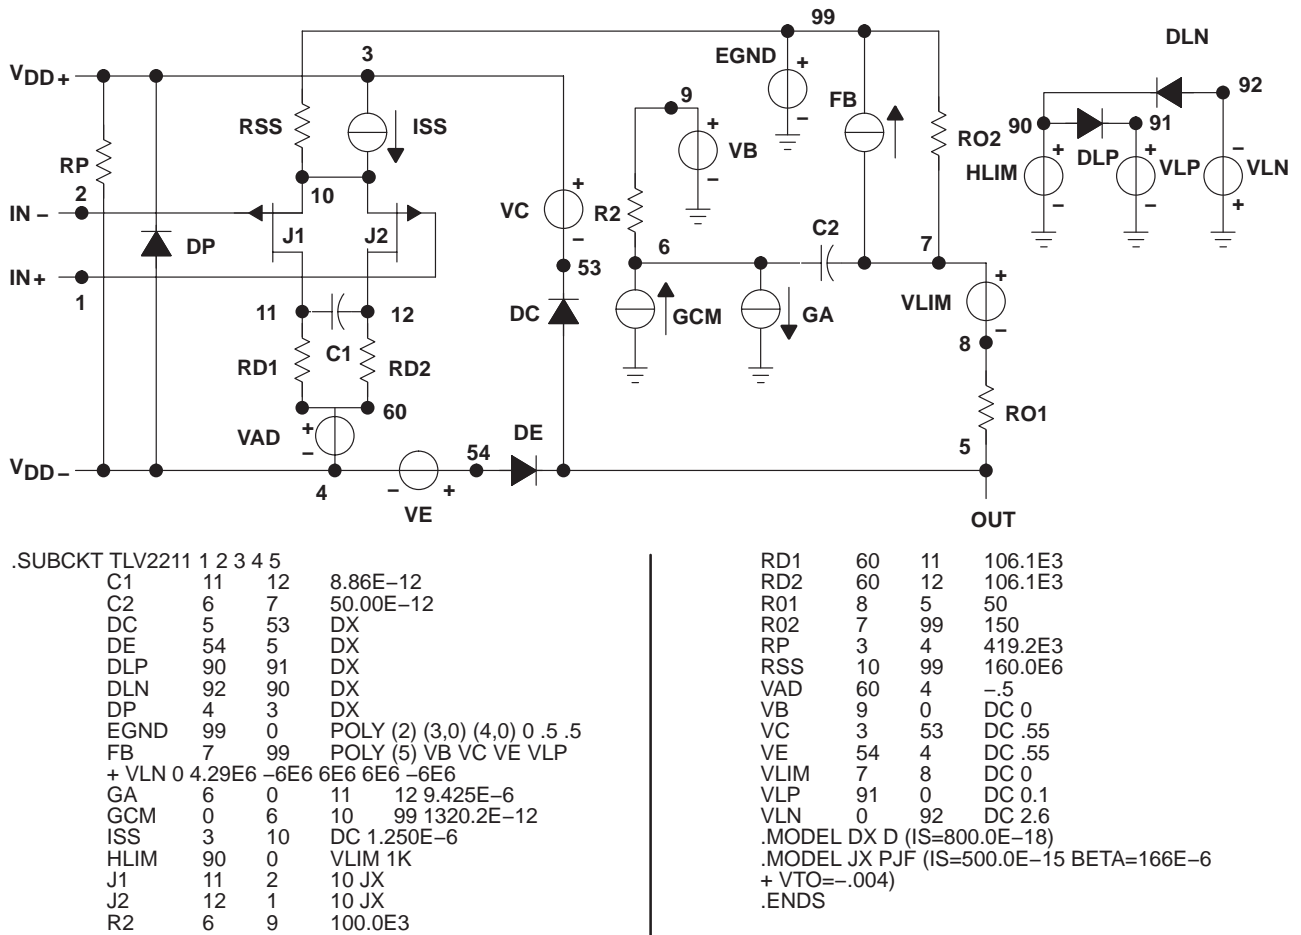 99
DLN
3
EGND
+
VDD+
92
9
FB
RSS
ISS
+
VB
−
−
90
91
RO2
RP
DLP
+
+
−
HLIM
VLP
VLN
−
−
+
2
10
+
VC
−
R2
IN −
C2
J1
J2
6
7
DP
53
IN+
1
+
VLIM
−
11
12
DC
GCM
GA
C1
8
RD1
RD2
60
RO1
VAD
+
−
DE
54
5
VDD−
4
−
+
VE
OUT
.SUBCKT TLV2211 1 2 3 4 5
C1 11 12 8.86E−12
C2 6 7 50.00E−12
DC 5 53 DX
DE 54 5 DX
DLP 90 91 DX
DLN 92 90 DX
DP 4 3 DX
EGND 99 0 POLY (2) (3,0) (4,0) 0 .5 .5
FB 7 99 POLY (5) VB VC VE VLP
+ VLN 0 4.29E6 −6E6 6E6 6E6 −6E6
GA 6 0 11 12 9.425E−6
GCM 0 6 10 99 1320.2E−12
ISS 3 10 DC 1.250E−6
HLIM 90 0 VLIM 1K
J1 11 2 10 JX
J2 12 1 10 JX
R2 6 9 100.0E3
RD1 60 11 106.1E3
RD2 60 12 106.1E3
R01 8 5 50
R02 7 99 150
RP 3 4 419.2E3
RSS 10 99 160.0E6
VAD 60 4 −.5
VB 9 0 DC 0
VC 3 53 DC .55
VE 54 4 DC .55
VLIM 7 8 DC 0
VLP 91 0 DC 0.1
VLN 0 92 DC 2.6
.MODEL DX D (IS=800.0E−18)
.MODEL JX PJF (IS=500.0E−15 BETA=166E−6
+ VTO=−.004)
.ENDS